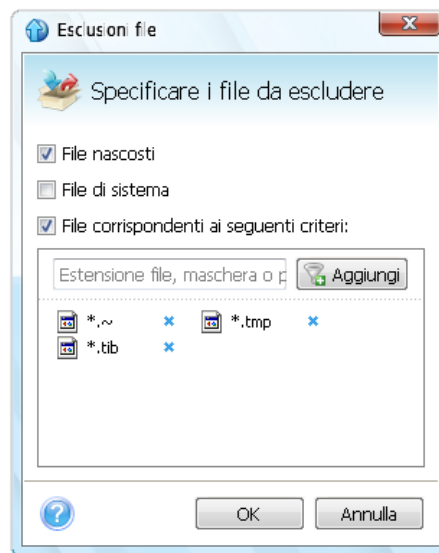 Esclusioni file
Specificare i file da escludere
File nascosti
File di sistema
File corrispondenti ai seguenti criteri:
Estensione file, maschera o p Aggiungi
*.~ *.tmp
*.tib
? OK Annulla